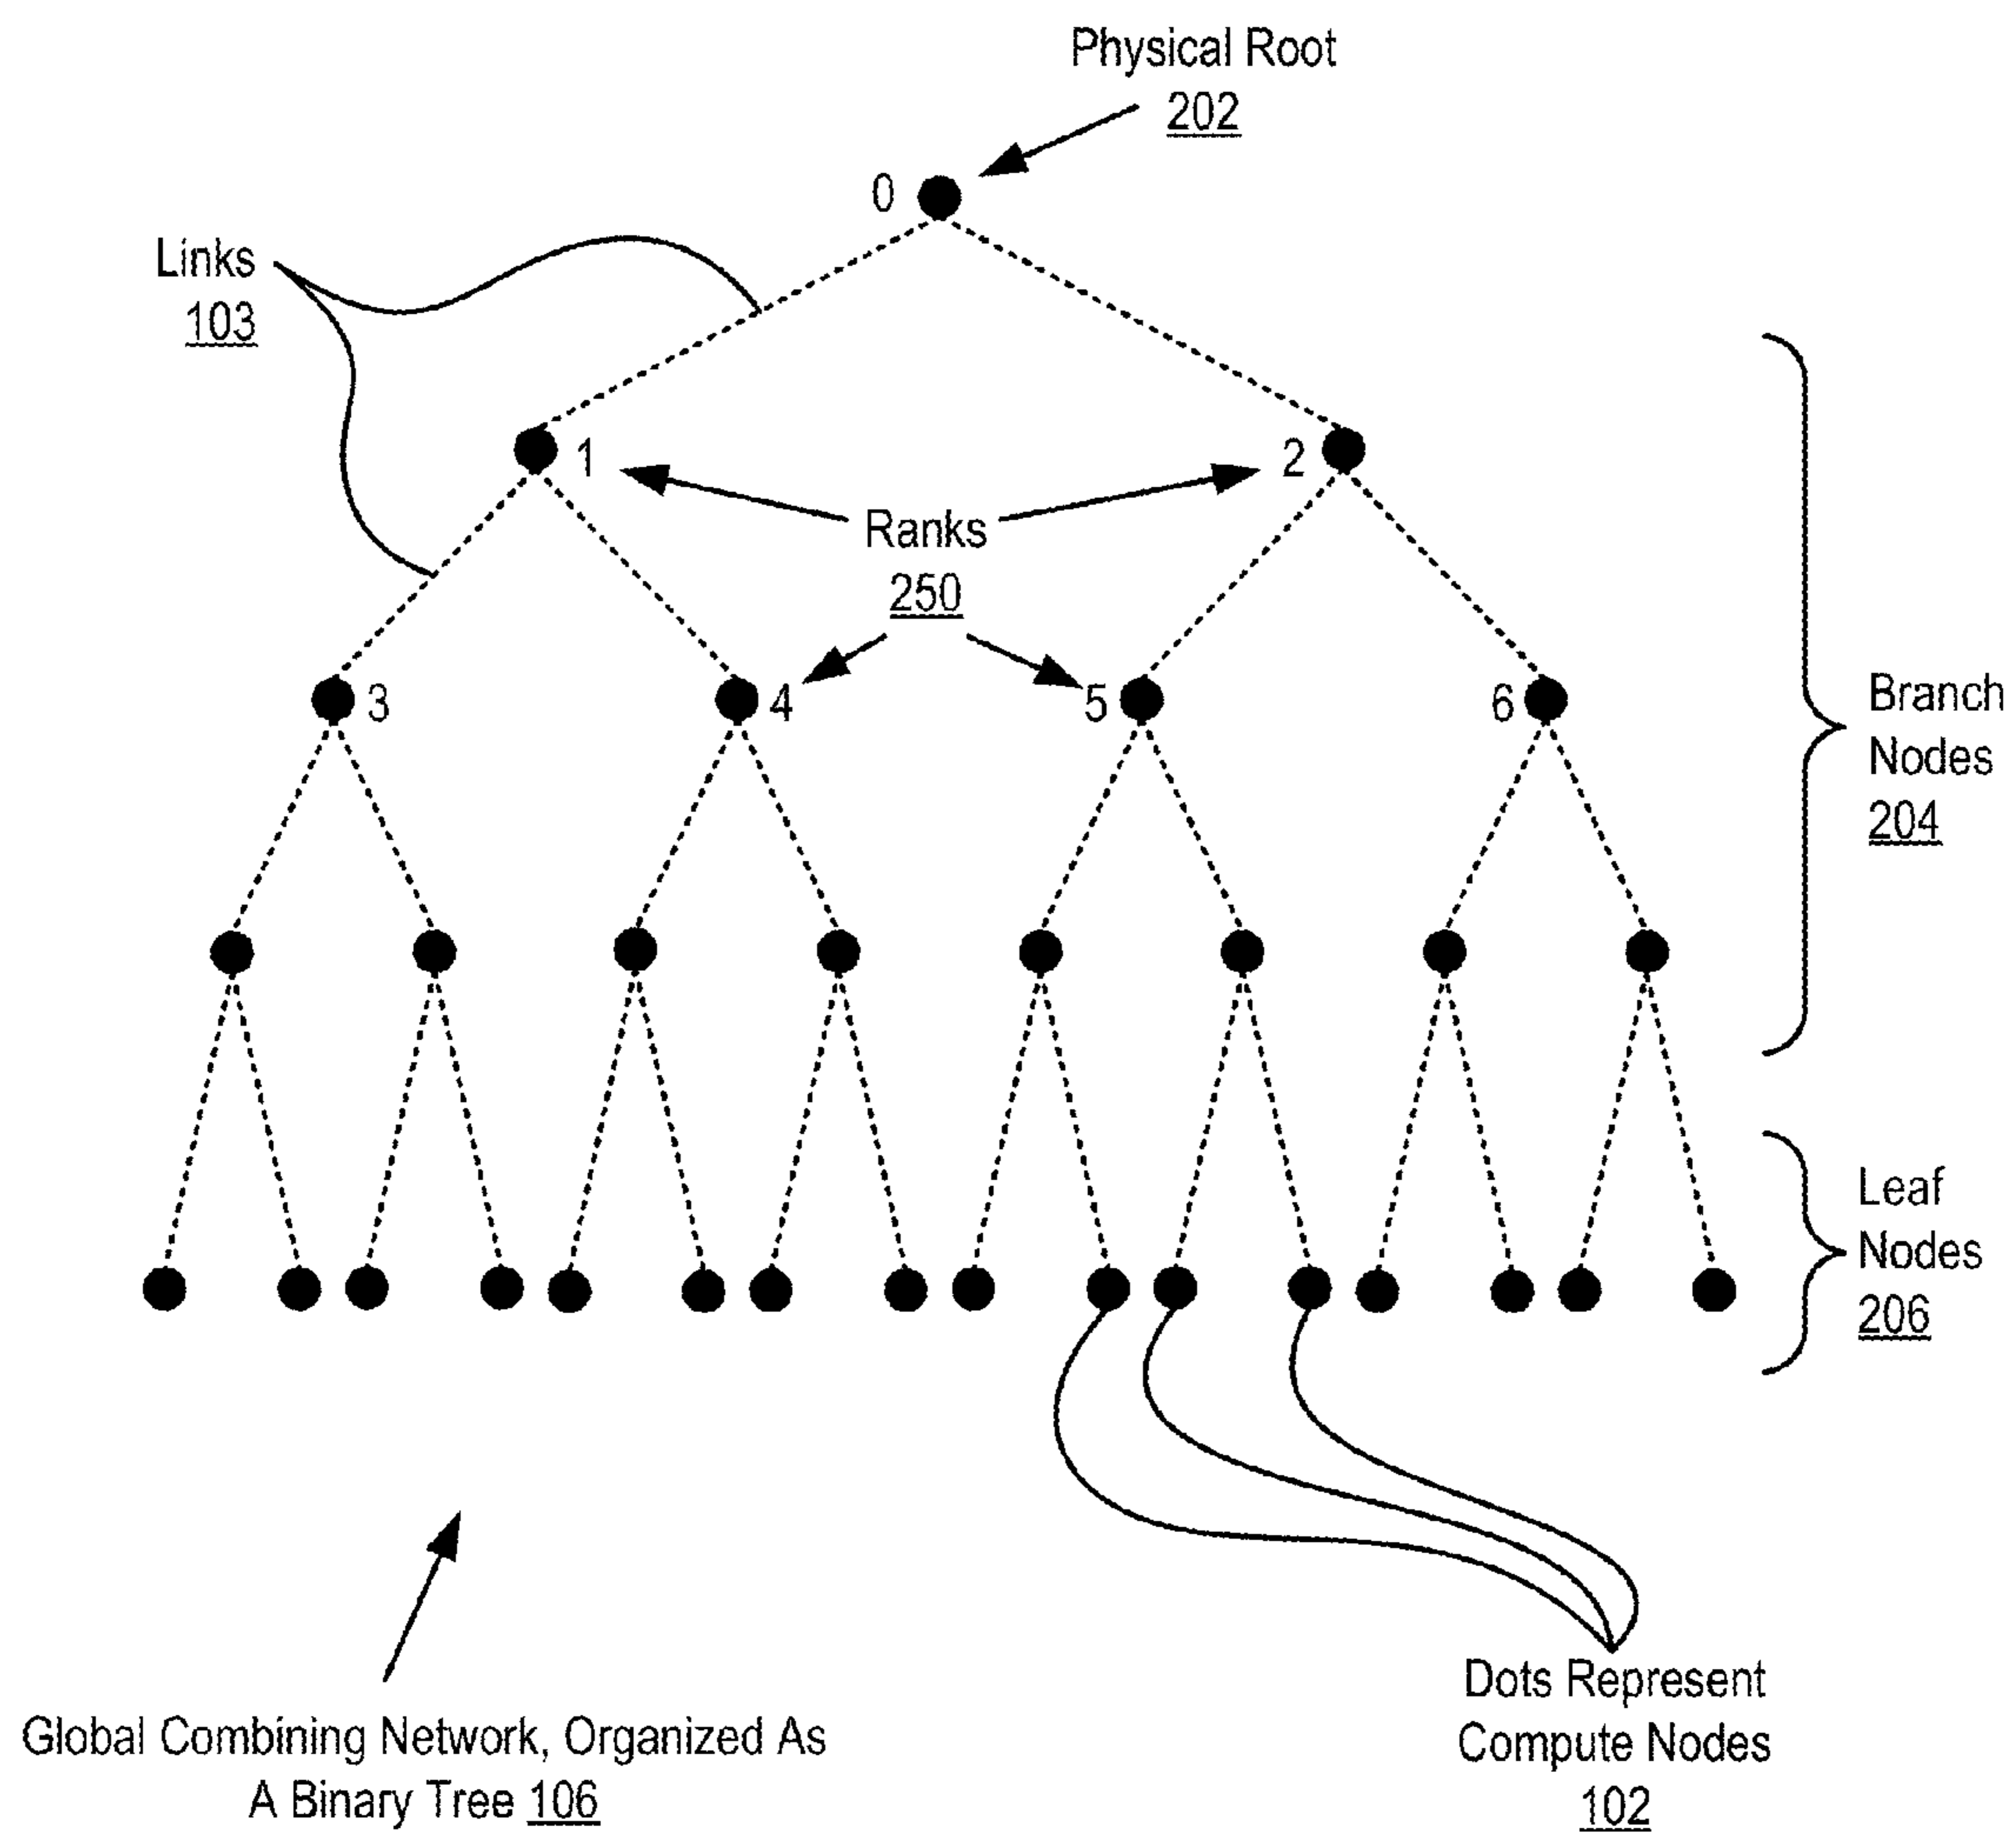 Physical Root
202
0
Links
103
1
2
Ranks
250
3
4
5
6
Branch
Nodes
204
Leaf
Nodes
206
Global Combining Network, Organized As
A Binary Tree 106
Dots Represent
Compute Nodes
102